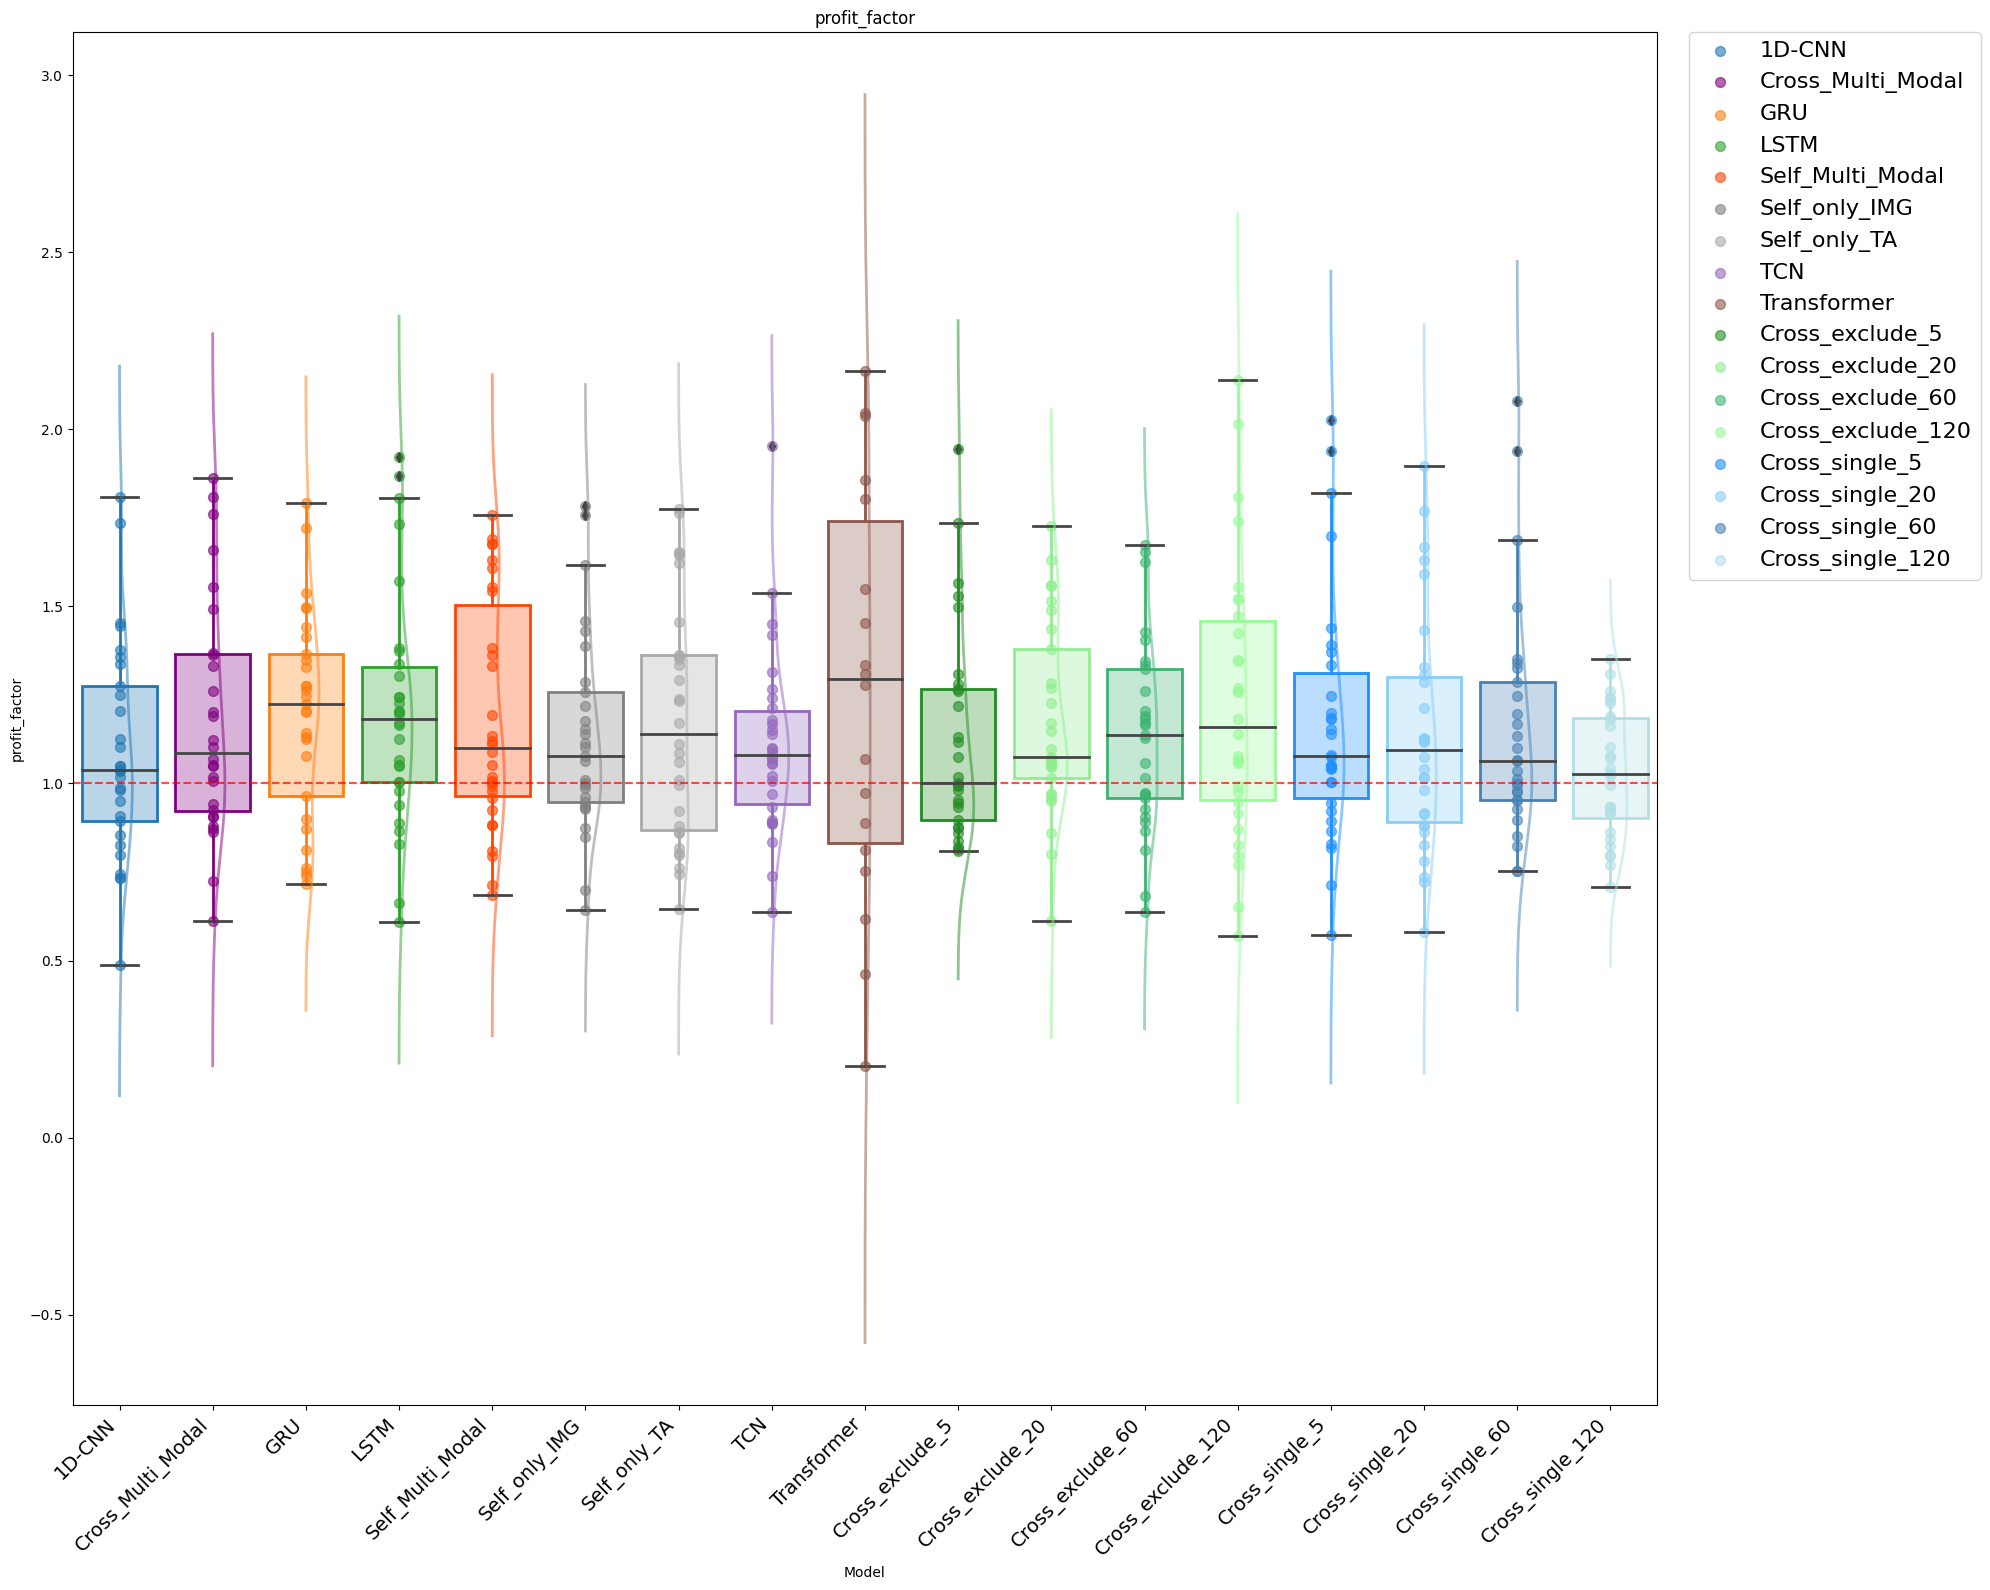 profit_factor
3.0
2.5
2.0
1.5
1.0
0.5
0.0
−0.5
profit_factor
1D-CNN
Cross_Multi_Modal
GRU
LSTM
Self_Multi_Modal
Self_only_IMG
Self_only_TA
TCN
Transformer
Cross_exclude_5
Cross_exclude_20
Cross_exclude_60
Cross_exclude_120
Cross_single_5
Cross_single_20
Cross_single_60
Cross_single_120
Model
1D-CNN
Cross_Multi_Modal
GRU
LSTM
Self_Multi_Modal
Self_only_IMG
Self_only_TA
TCN
Transformer
Cross_exclude_5
Cross_exclude_20
Cross_exclude_60
Cross_exclude_120
Cross_single_5
Cross_single_20
Cross_single_60
Cross_single_120